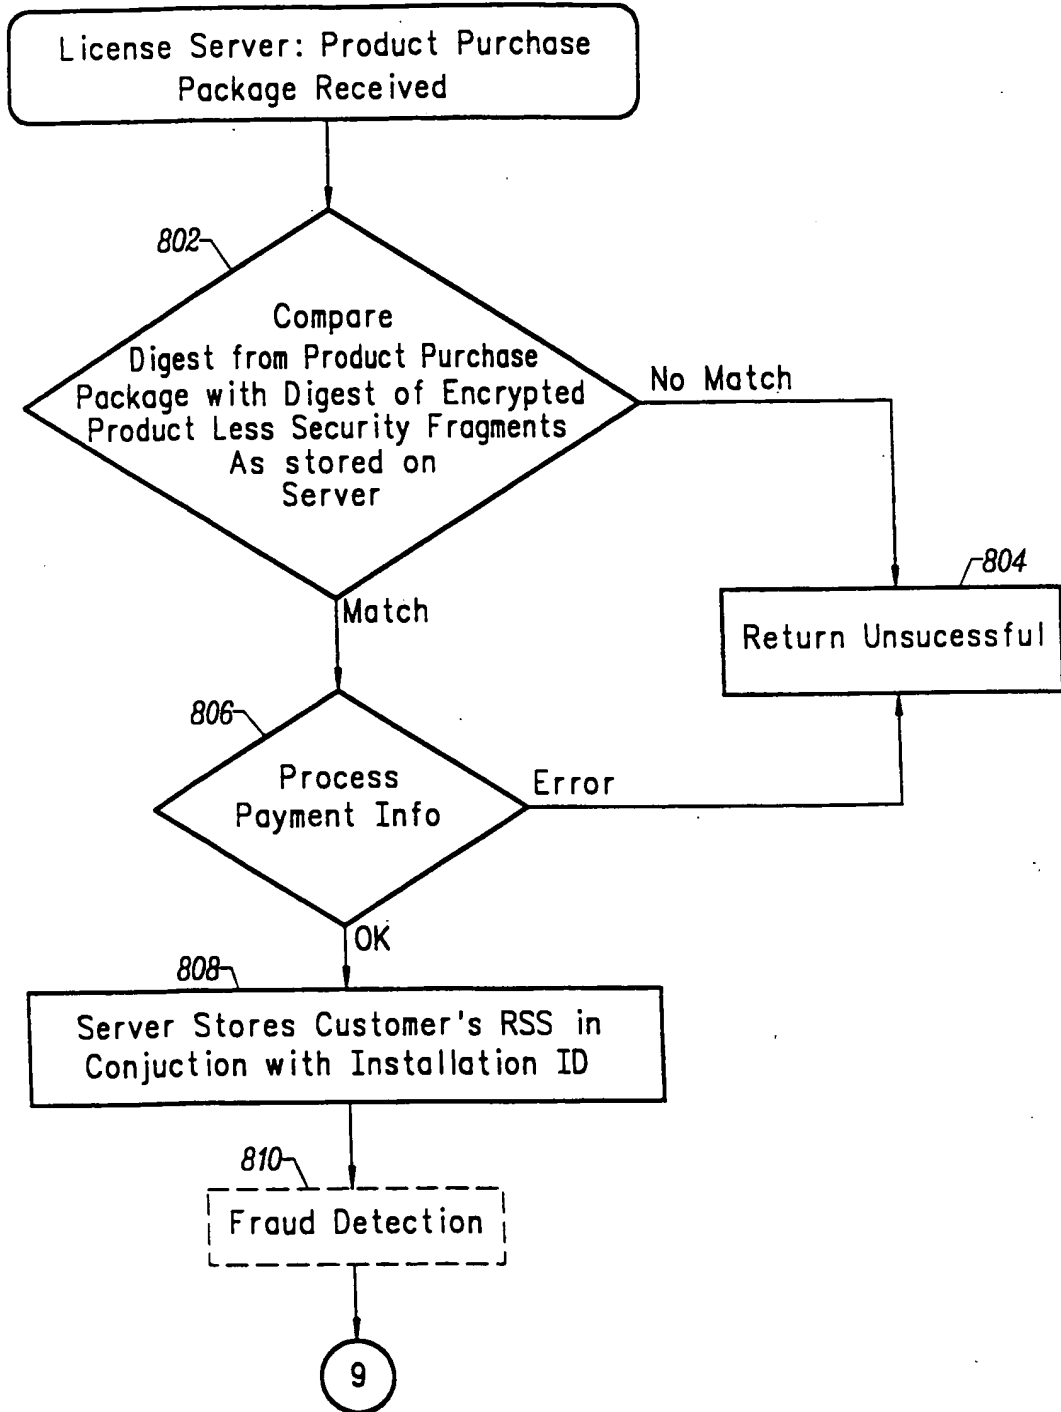 License Server: Product Purchase
Package Received
802
Compare
Digest from Product Purchase
Package with Digest of Encrypted
Product Less Security Fragments
As stored on
Server
No Match
Match
804
Return Unsucessful
806
Process
Payment Info
Error
OK
808
Server Stores Customer's RSS in
Conjuction with Installation ID
810
Fraud Detection
9